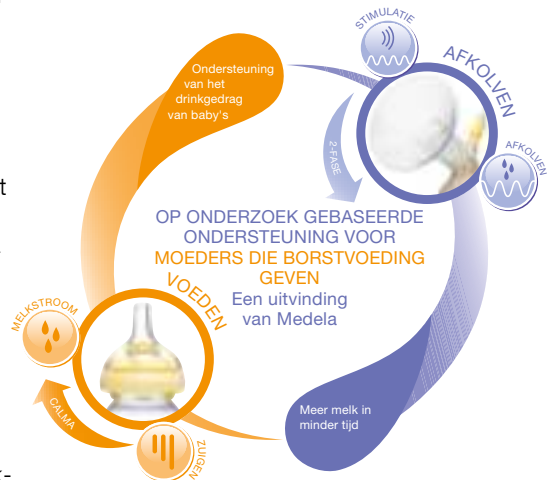 STIMULATIE
AFKOLVEN
Ondersteuning
van het
drinkgedrag
van baby's
2-FASE
AFKOLVEN
t
OP ONDERZOEK GEBASEERDE
ONDERSTEUNING VOOR
MOEDERS DIE BORSTVOEDING
GEVEN
Een uitvinding
van Medela
VOEDEN
MELKSTROOM
CALMA
ZUIGEN
Meer melk in
minder tijd
-